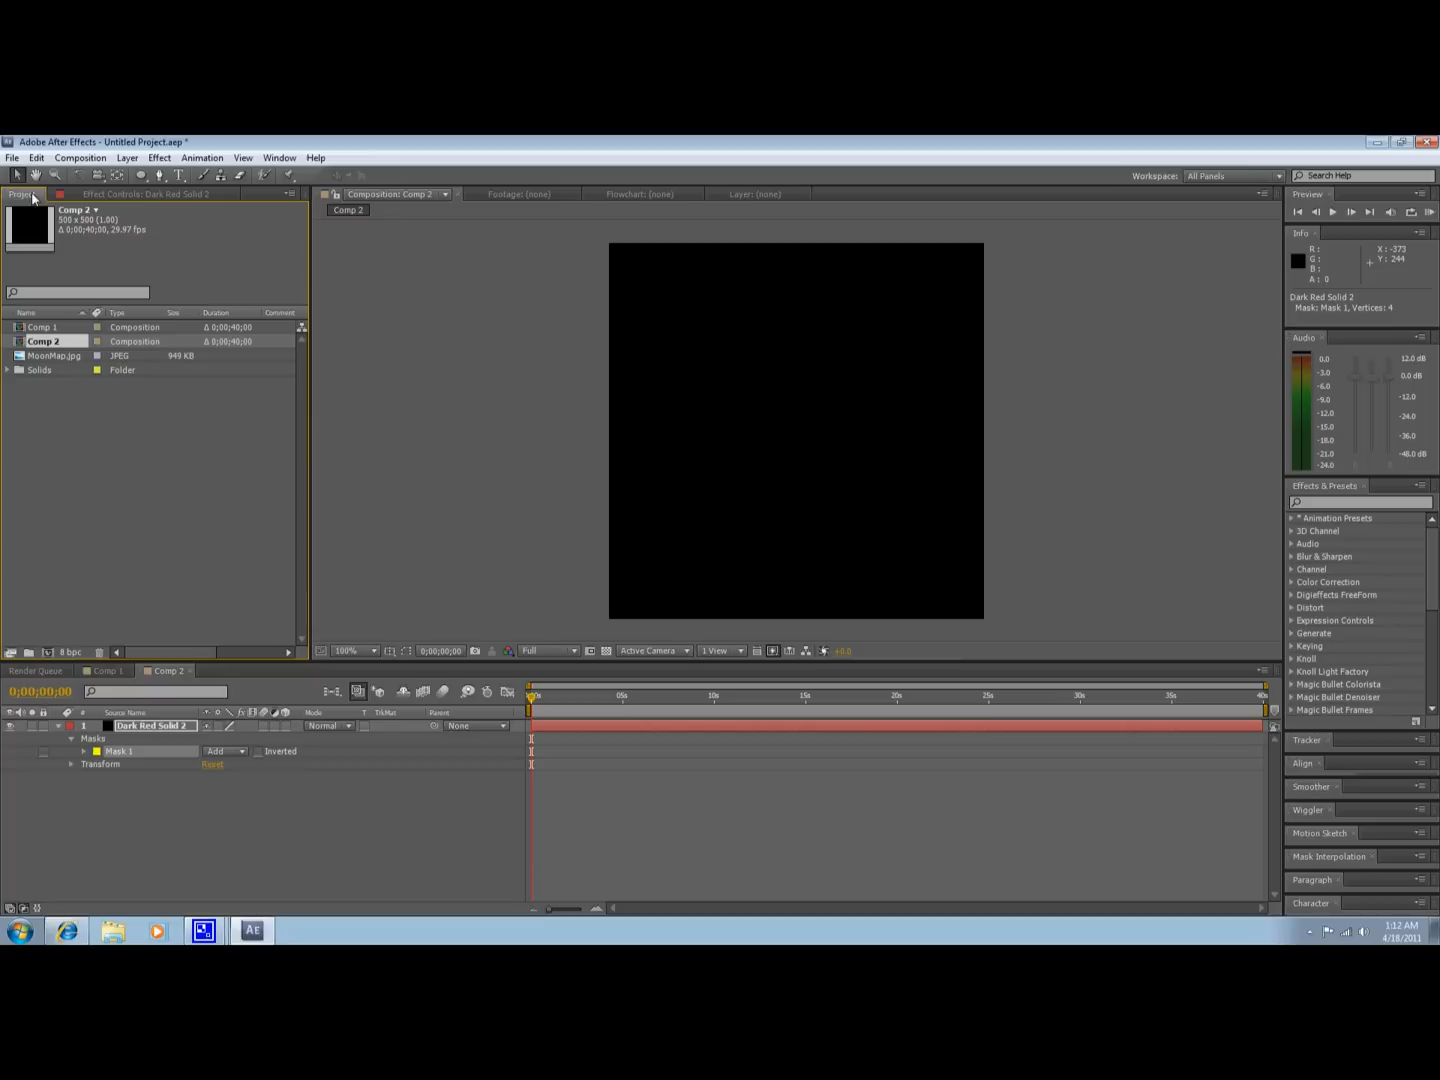 Adobe After Effects - Untitled Project.aep *
File Edit Composition Layer Effect Animation View Window Help
Workspace: All Panels Search Help
Project Effect Controls: Dark Red Solid 2 Composition: Comp 2 Footage: (none) Flowchart: (none) Layer: (none) Preview
Comp 2
500 x 500 (1.00)
Δ 0;00;40;00, 29.97 fps
Comp 2
Info
R :
G :
B :
A : 0
X : -373
Y : 244
Dark Red Solid 2
Mask: Mask 1, Vertices: 4
Name Type Size Duration Comment
Comp 1 Composition Δ 0;00;40;00
Comp 2 Composition Δ 0;00;40;00
MoonMap.jpg JPEG 949 KB
Solids Folder
Audio
0.0
-3.0
-6.0
-9.0
-12.0
-15.0
-18.0
-21.0
-24.0
12.0 dB
0.0 dB
-12.0
-24.0
-36.0
-48.0 dB
Effects & Presets
* Animation Presets
3D Channel
Audio
Blur & Sharpen
Channel
Color Correction
Digieffects FreeForm
Distort
Expression Controls
Generate
Keying
Knoll
Knoll Light Factory
Magic Bullet Colorista
Magic Bullet Denoiser
Magic Bullet Frames
8 bpc 100% 0;00;00;00 Full Active Camera 1 View +0.0
Render Queue Comp 1 Comp 2
0;00;00;00
05s 10s 15s 20s 25s 30s 35s 40s
# Source Name Mode T TrkMat Parent
1 Dark Red Solid 2 Normal None
Masks
Mask 1 Add Inverted
Transform Reset
Tracker
Align
Smoother
Wiggler
Motion Sketch
Mask Interpolation
Paragraph
Character
AE
1:12 AM
4/18/2011